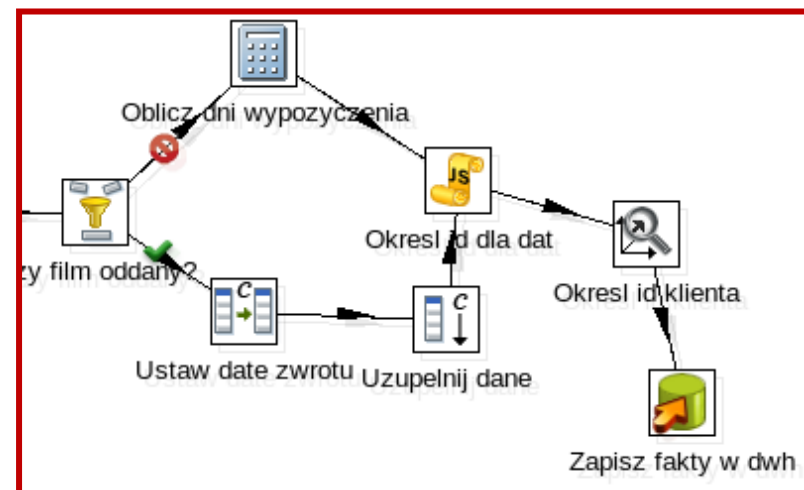 Oblicz dni wypozyczenia
JS
Okresl id dla dat
zy film oddany?
C
Okresl id klienta
C
Ustaw date zwrotu
Uzupelnij dane
Zapisz fakty w dwh